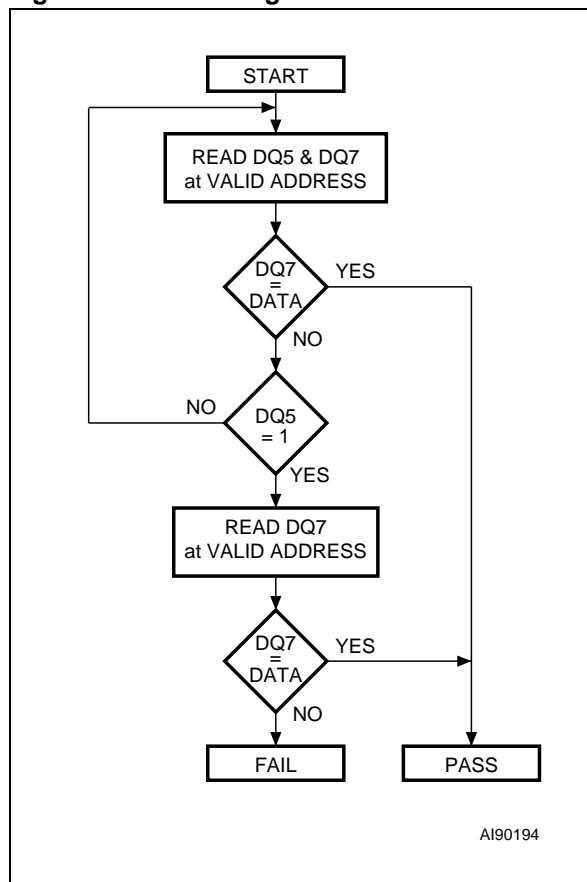 START
READ DQ5 & DQ7
at VALID ADDRESS
DQ7
=
DATA
YES
NO
DQ5
= 1
NO
YES
READ DQ7
at VALID ADDRESS
DQ7
=
DATA
YES
NO
FAIL
PASS
AI90194